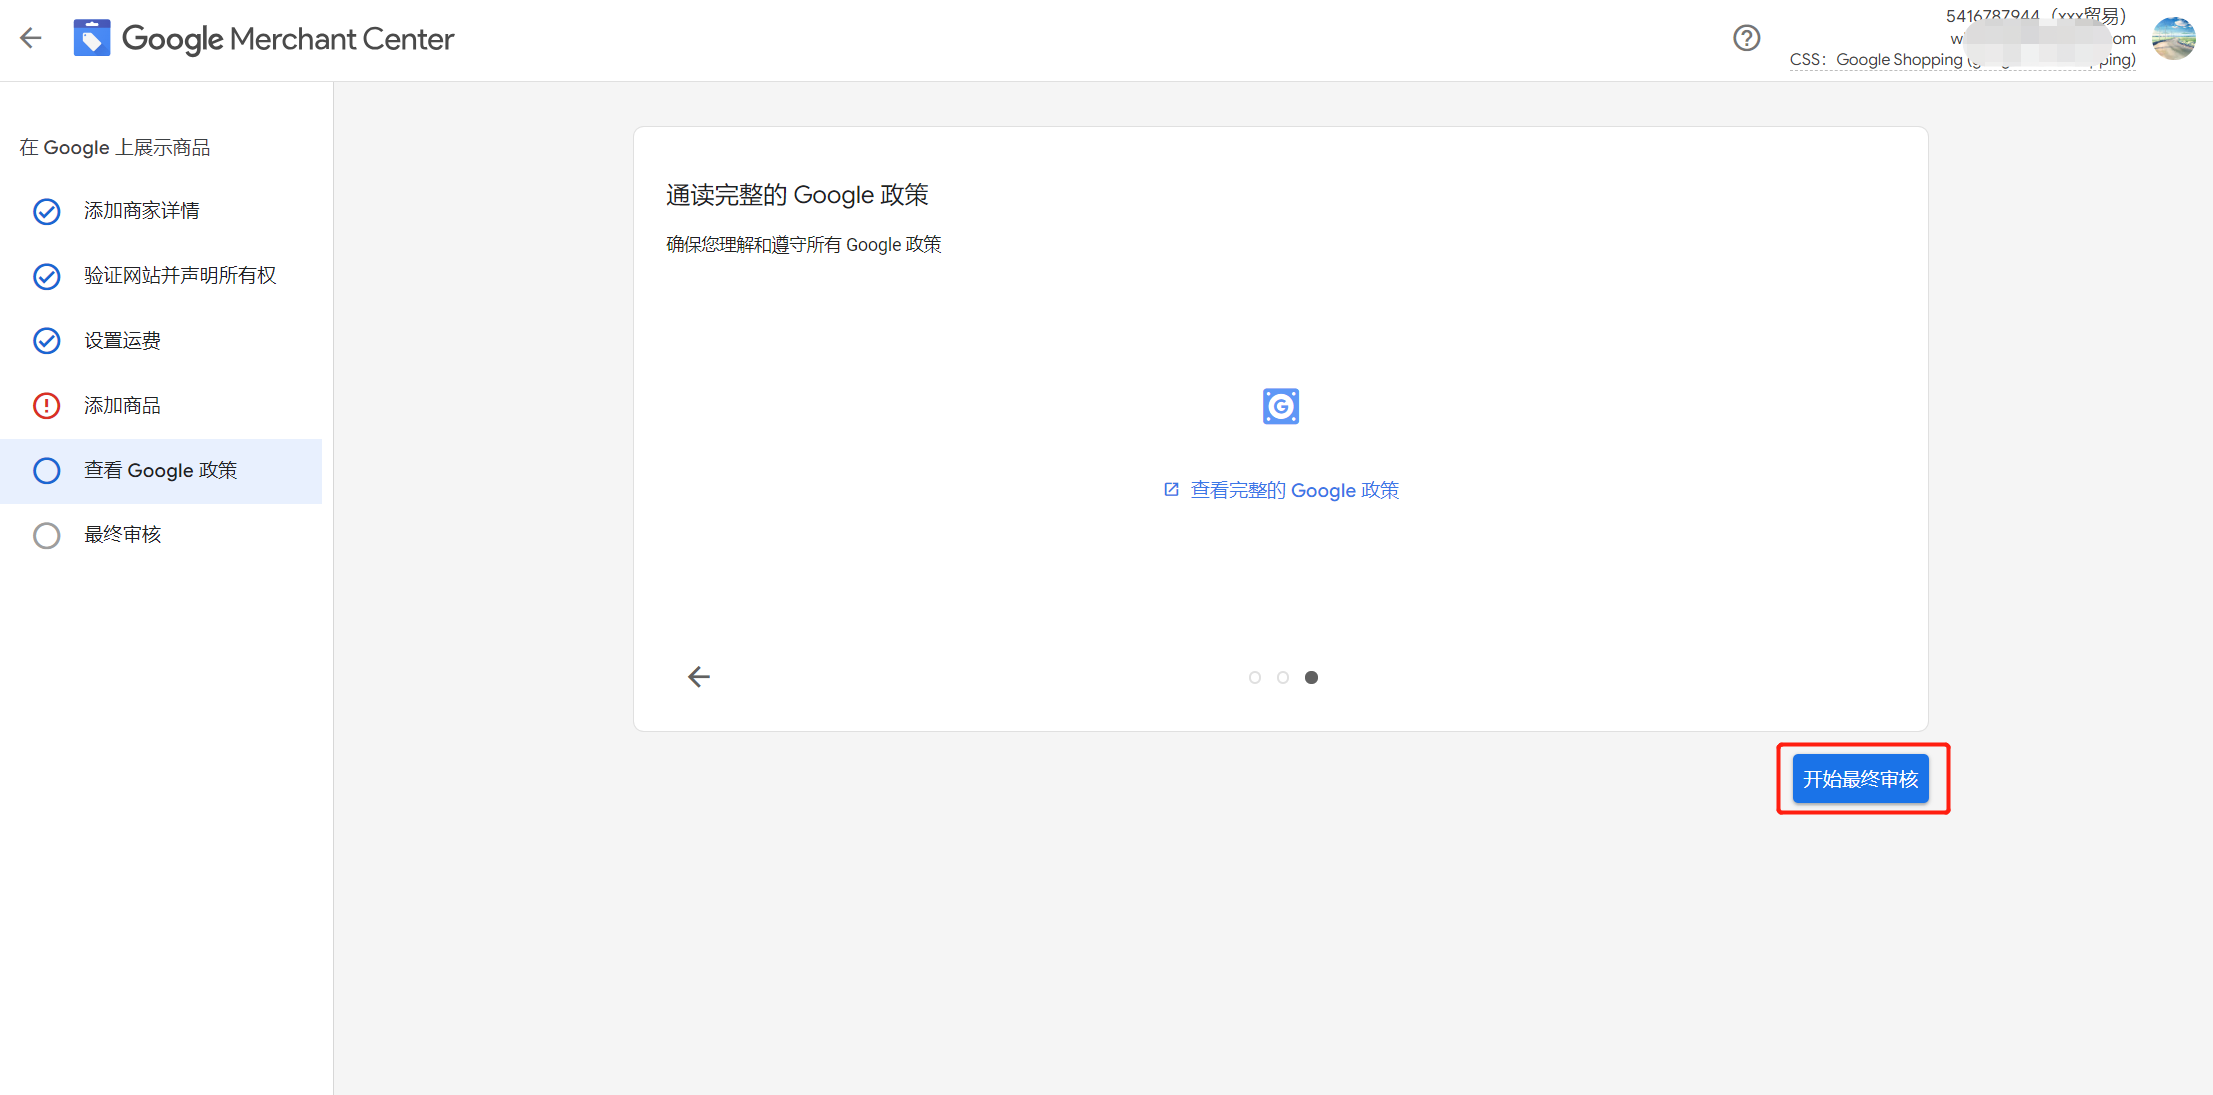 Google Merchant Center
5416787944（xxx贸易）
om
CSS：Google Shopping
ping)
在 Google 上展示商品
添加商家详情
验证网站并声明所有权
设置运费
添加商品
查看 Google 政策
最终审核
通读完整的 Google 政策
确保您理解和遵守所有 Google 政策
查看完整的 Google 政策
开始最终审核